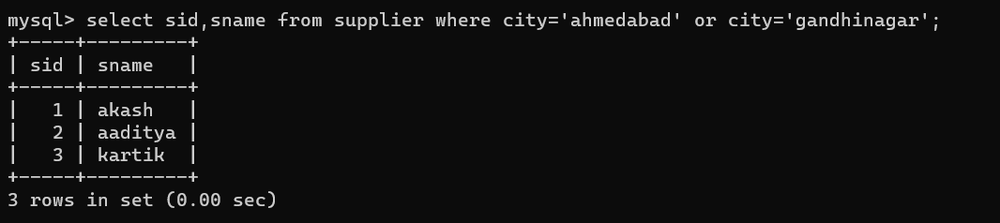 mysql> select sid,sname from supplier where city='ahmedabad' or city='gandhinagar';
+-----+---------+
| sid | sname   |
+-----+---------+
|   1 | akash   |
|   2 | aaditya |
|   3 | kartik  |
+-----+---------+
3 rows in set (0.00 sec)